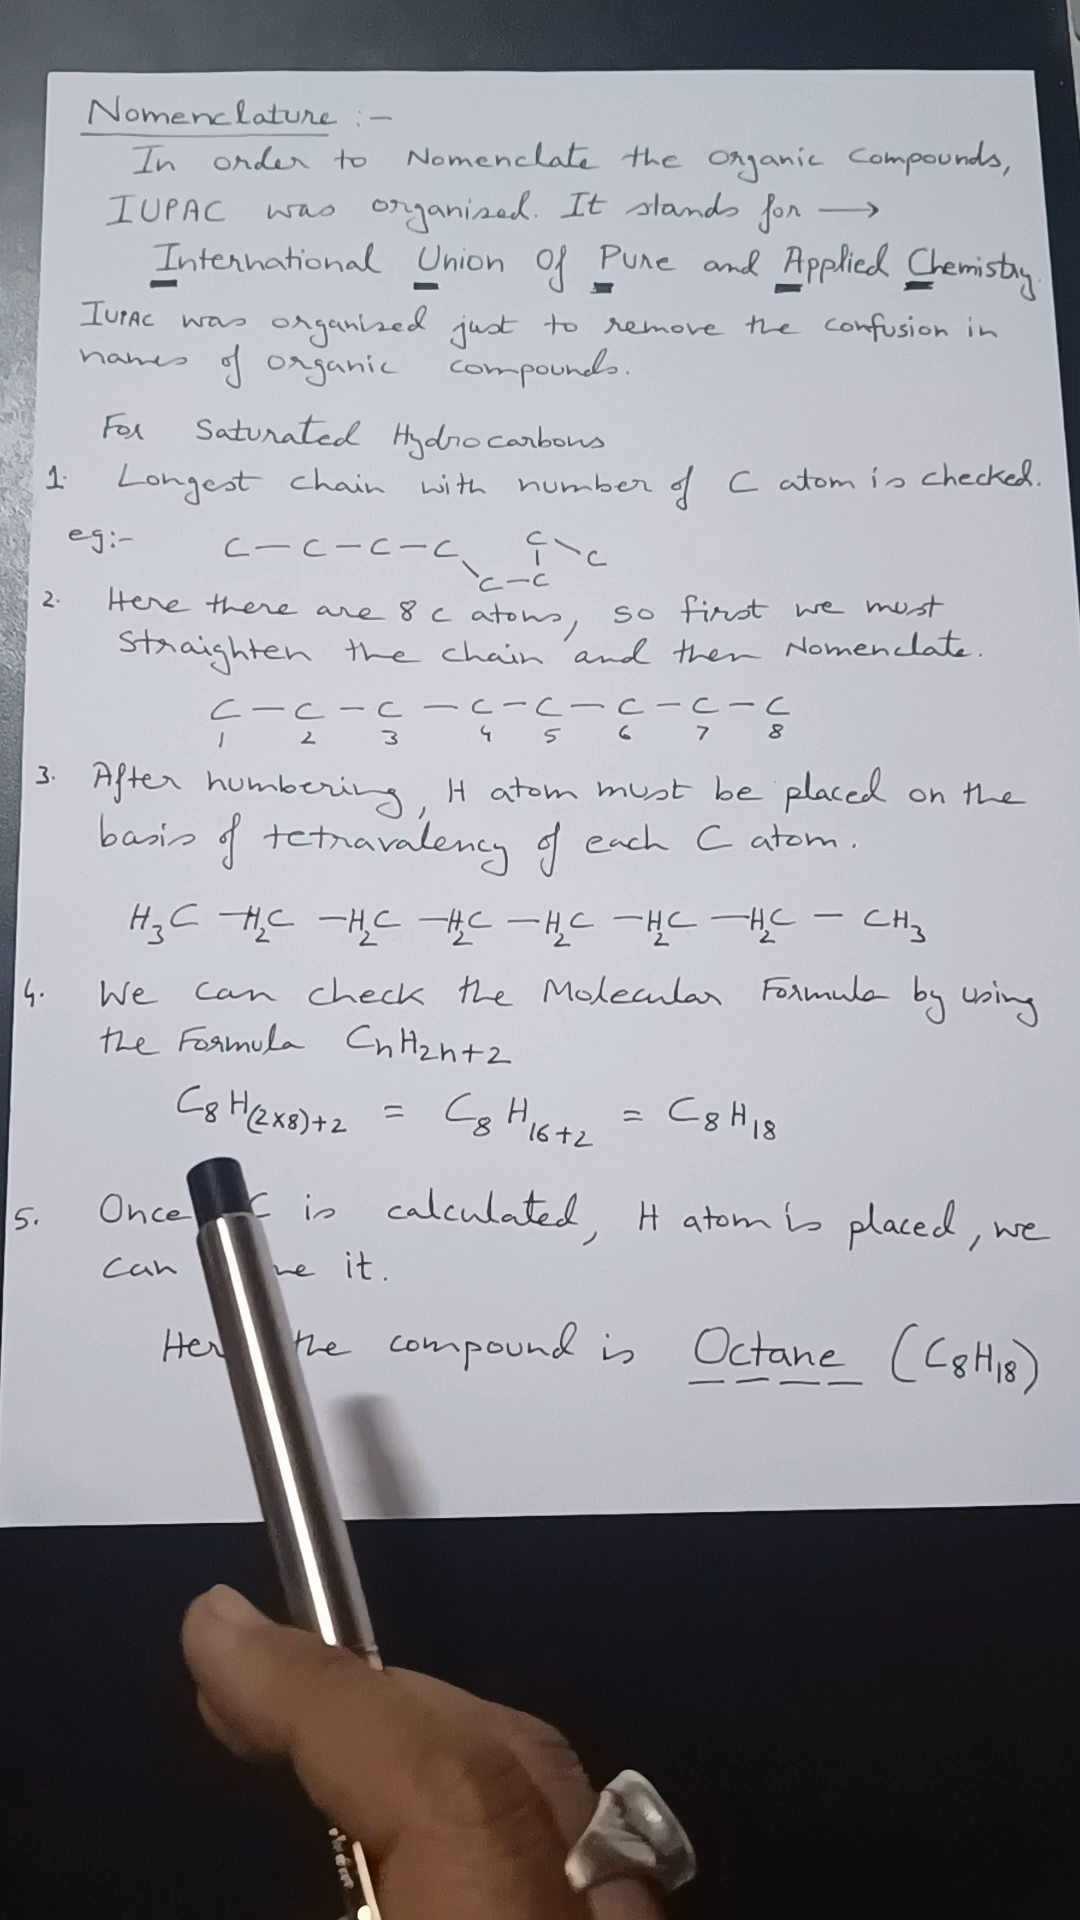 Nomenclature :-
In order to Nomenclate the organic compounds,
IUPAC was organised. It stands for →
International Union Of Pure and Applied Chemistry.
IUPAC was organized just to remove the confusion in
names of organic compounds.
For Saturated Hydrocarbons
1. Longest chain with number of C atom is checked.
eg:- C-C-C-C C-C
C-C
2. Here there are 8 C atoms, so first we must
straighten the chain and then Nomenclate.
C-C-C-C-C-C-C-C
1 2 3 4 5 6 7 8
3. After numbering, H atom must be placed on the
basis of tetravalency of each C atom.
H3C-H2C-H2C-H2C-H2C-H2C-H2C-CH3
4. We can check the Molecular Formula by using
the Formula CnH2n+2
C8H(2×8)+2 = C8H16+2 = C8H18
5. Once C is calculated, H atom is placed, we
can it.
the compound is Octane (C8H18)